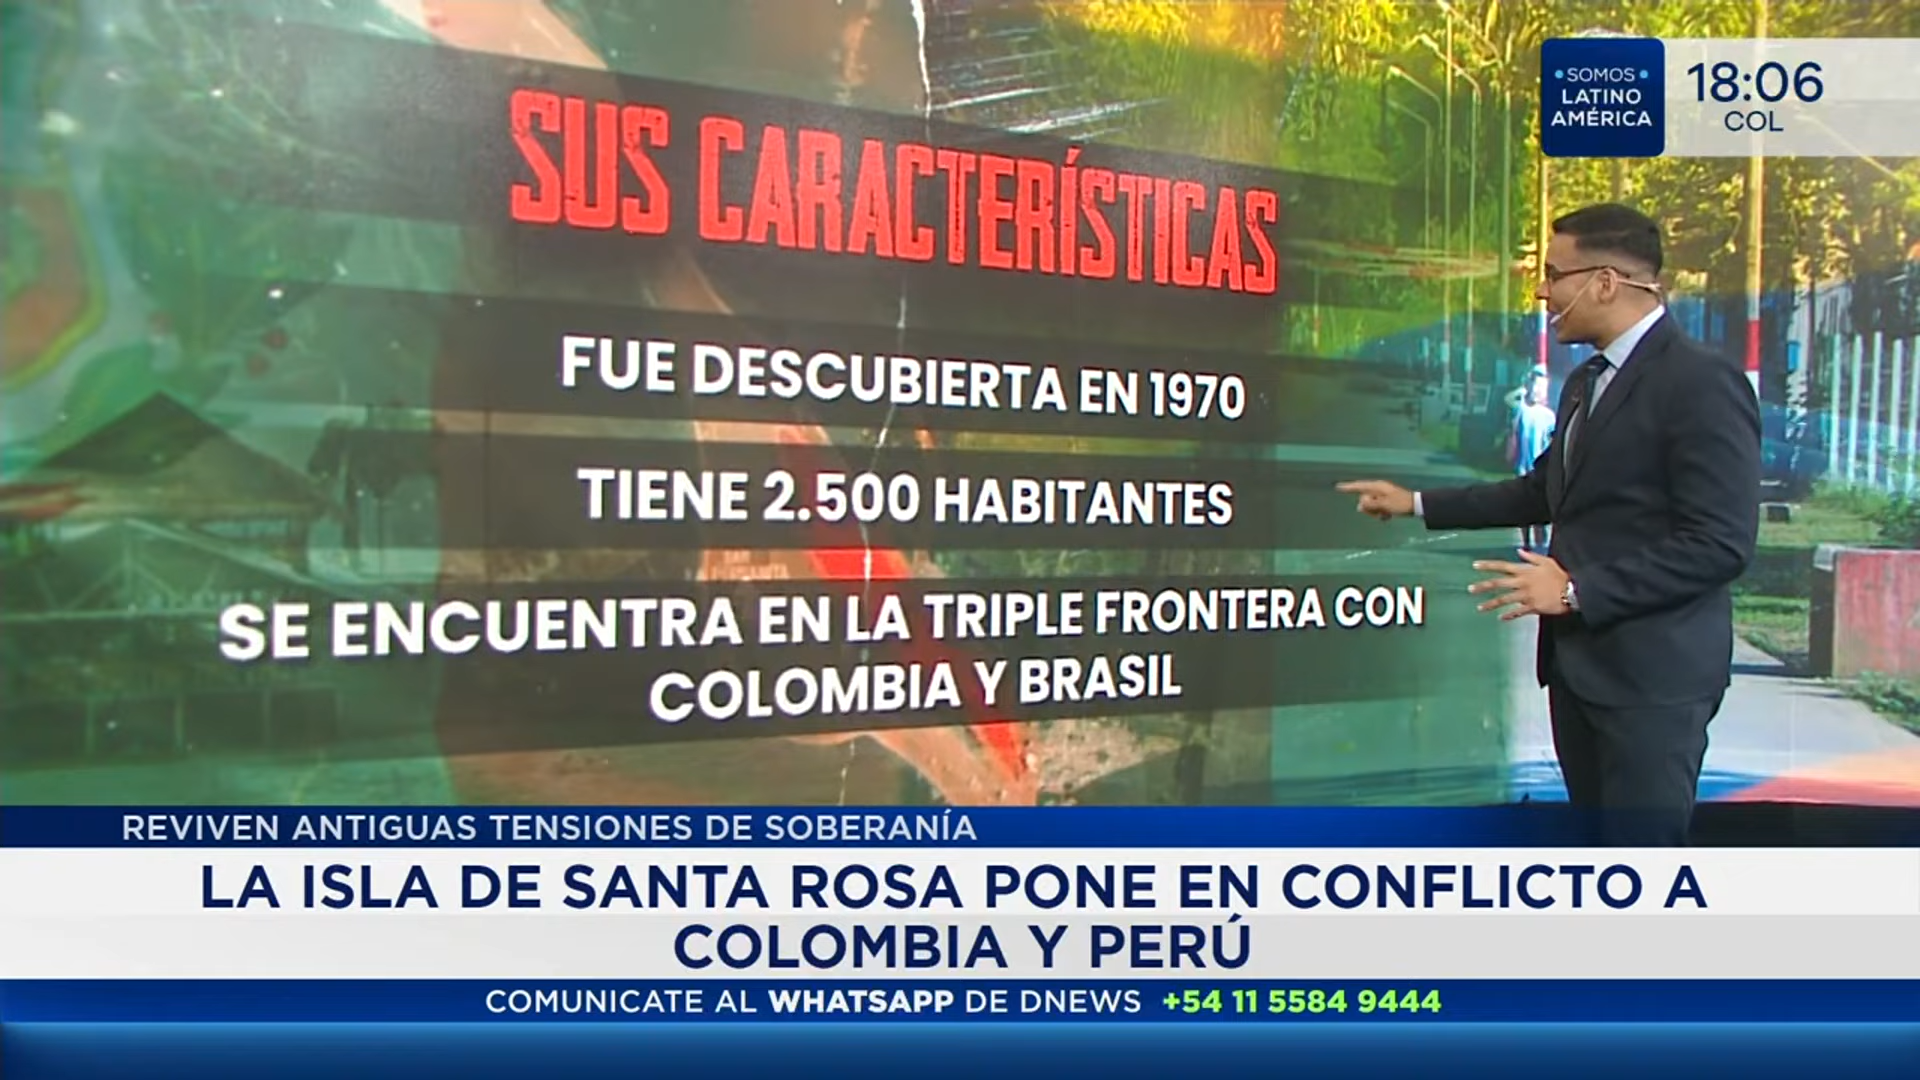 SOMOS
LATINO
AMÉRICA
18:06
COL
SUS CARACTERÍSTICAS
FUE DESCUBIERTA EN 1970
TIENE 2.500 HABITANTES
SE ENCUENTRA EN LA TRIPLE FRONTERA CON
COLOMBIA Y BRASIL
REVIVEN ANTIGUAS TENSIONES DE SOBERANÍA
LA ISLA DE SANTA ROSA PONE EN CONFLICTO A
COLOMBIA Y PERÚ
COMUNICATE AL WHATSAPP DE DNEWS +54 11 5584 9444